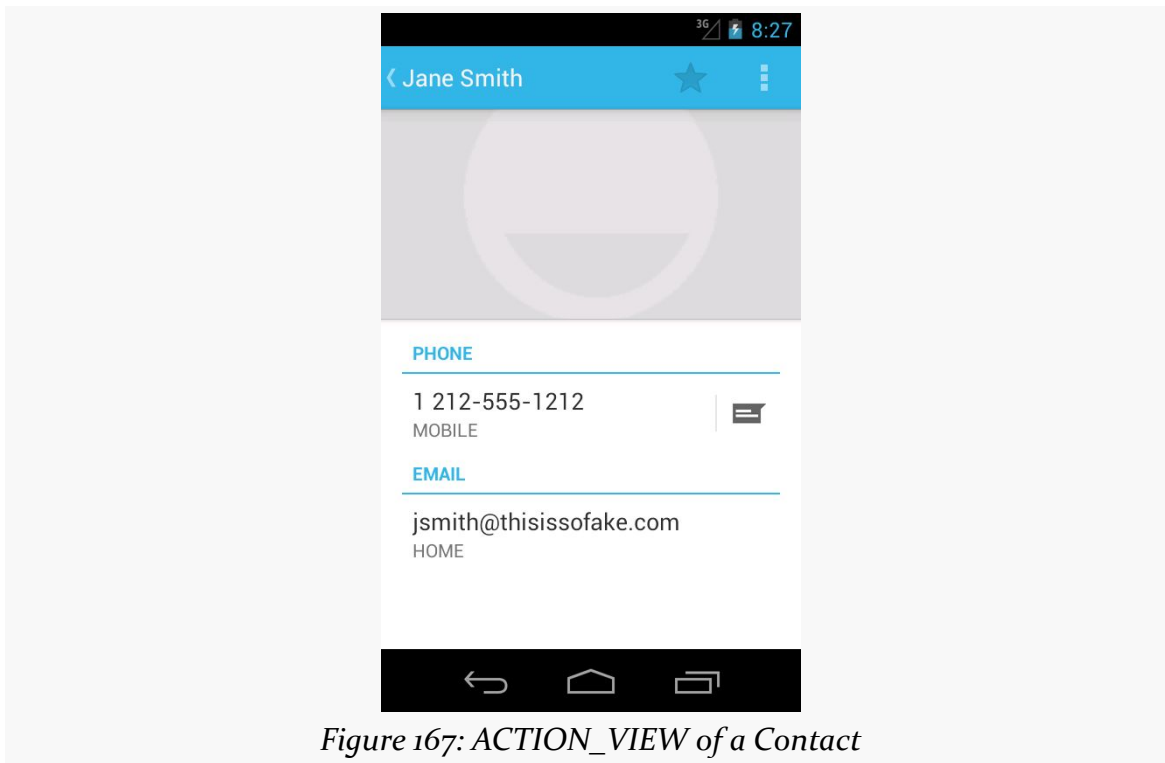 3G 8:27
Jane Smith
PHONE
1 212-555-1212
MOBILE
EMAIL
jsmith@thisissofake.com
HOME
Figure 167: ACTION_VIEW of a Contact